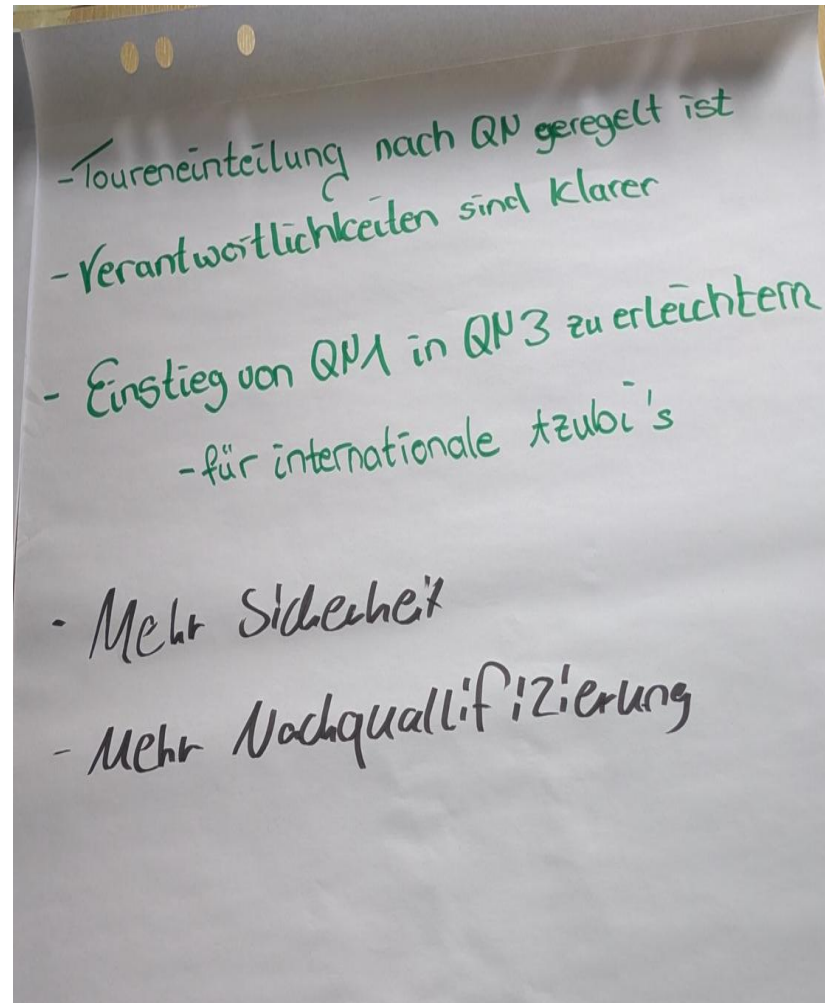 - Toureneinteilung nach QN geregelt ist
- Verantwortlichkeiten sind klarer
- Einstieg von QN1 in QN3 zu erleichtern
- für internationale Azubi's
- Mehr Sicherheit
- Mehr Nachquallifizierung